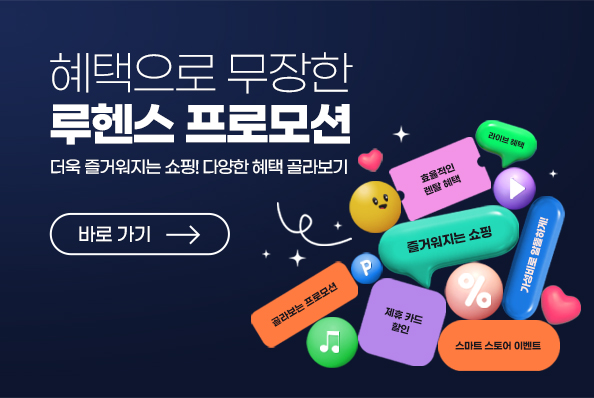 혜택으로 무장한
루헨스 프로모션
더욱 즐거워지는 쇼핑! 다양한 혜택 골라보기
바로 가기
라이브 혜택
효율적인
렌탈 혜택
즐거워지는 쇼핑
가성비로 알뜰하게!
P
%
골라보는 프로모션
제휴 카드
할인
스마트 스토어 이벤트